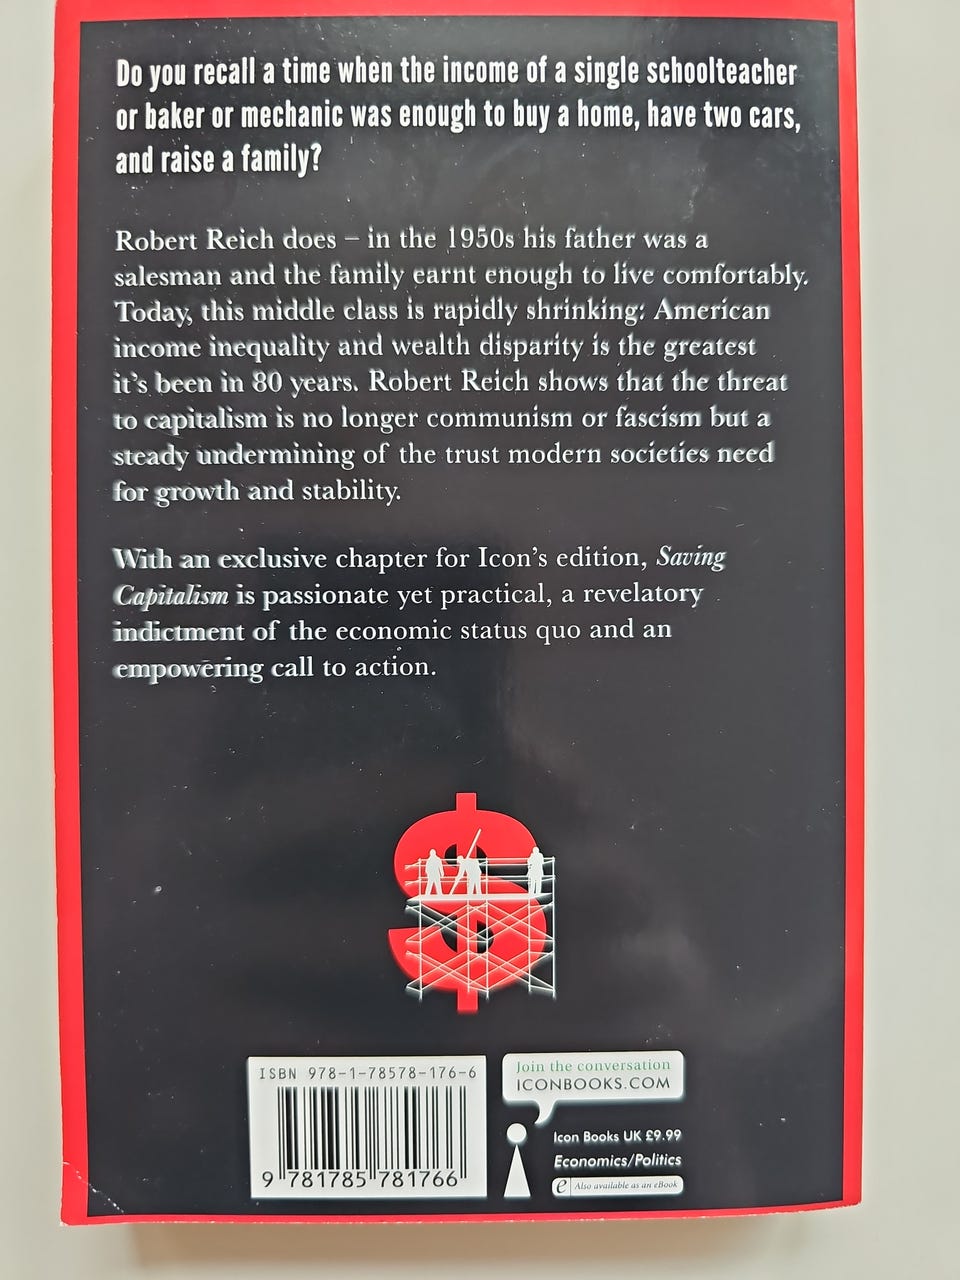 Do you recall a time when the income of a single schoolteacher
or baker or mechanic was enough to buy a home, have two cars,
and raise a family?
Robert Reich does – in the 1950s his father was a
salesman and the family earnt enough to live comfortably.
Today, this middle class is rapidly shrinking: American
income inequality and wealth disparity is the greatest
it's been in 80 years. Robert Reich shows that the threat
to capitalism is no longer communism or fascism but a
steady undermining of the trust modern societies need
for growth and stability.
With an exclusive chapter for Icon's edition, Saving
Capitalism is passionate yet practical, a revelatory
indictment of the economic status quo and an
empowering call to action.
ISBN 978-1-78578-176-6
9 781785 781766
Join the conversation
ICONBOOKS.COM
Icon Books UK £9.99
Economics/Politics
e Also available as an eBook